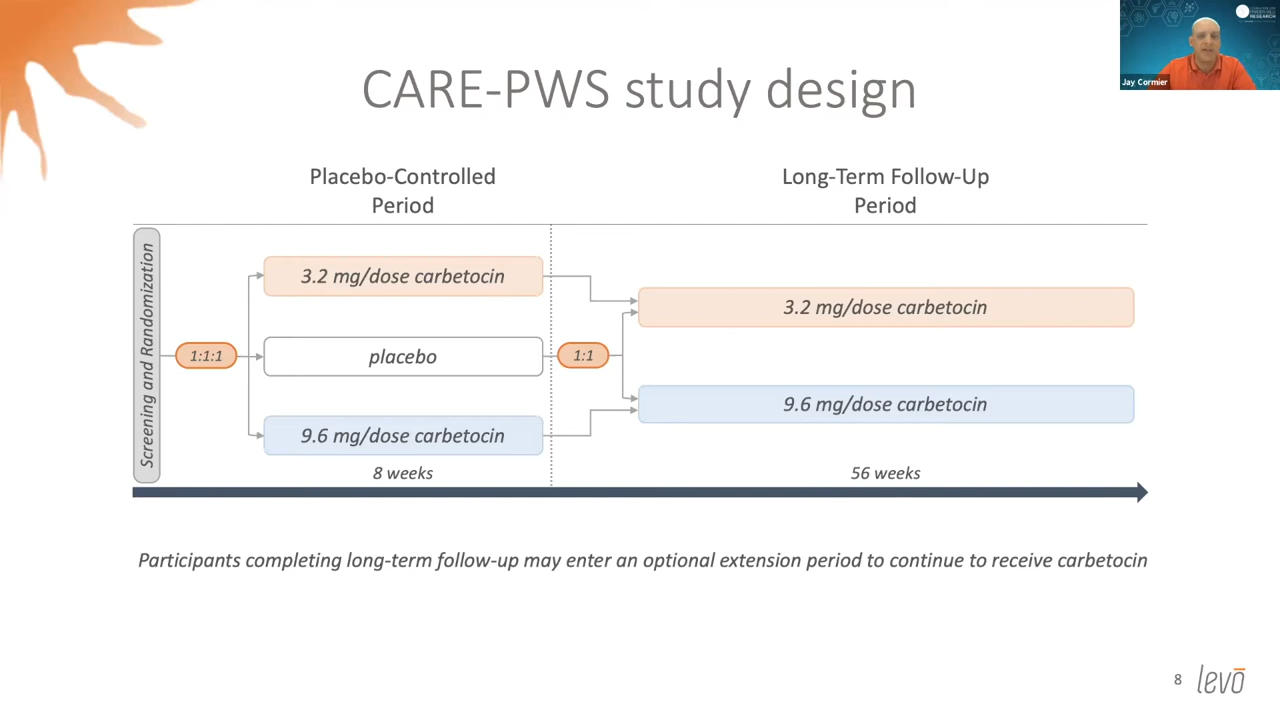 CARE-PWS study design
Jay Cormier
RESEARCH
Placebo-Controlled
Period
Long-Term Follow-Up
Period
Screening and Randomization
3.2 mg/dose carbetocin
3.2 mg/dose carbetocin
1:1:1
placebo
1:1
9.6 mg/dose carbetocin
9.6 mg/dose carbetocin
8 weeks
56 weeks
Participants completing long-term follow-up may enter an optional extension period to continue to receive carbetocin
8
levō